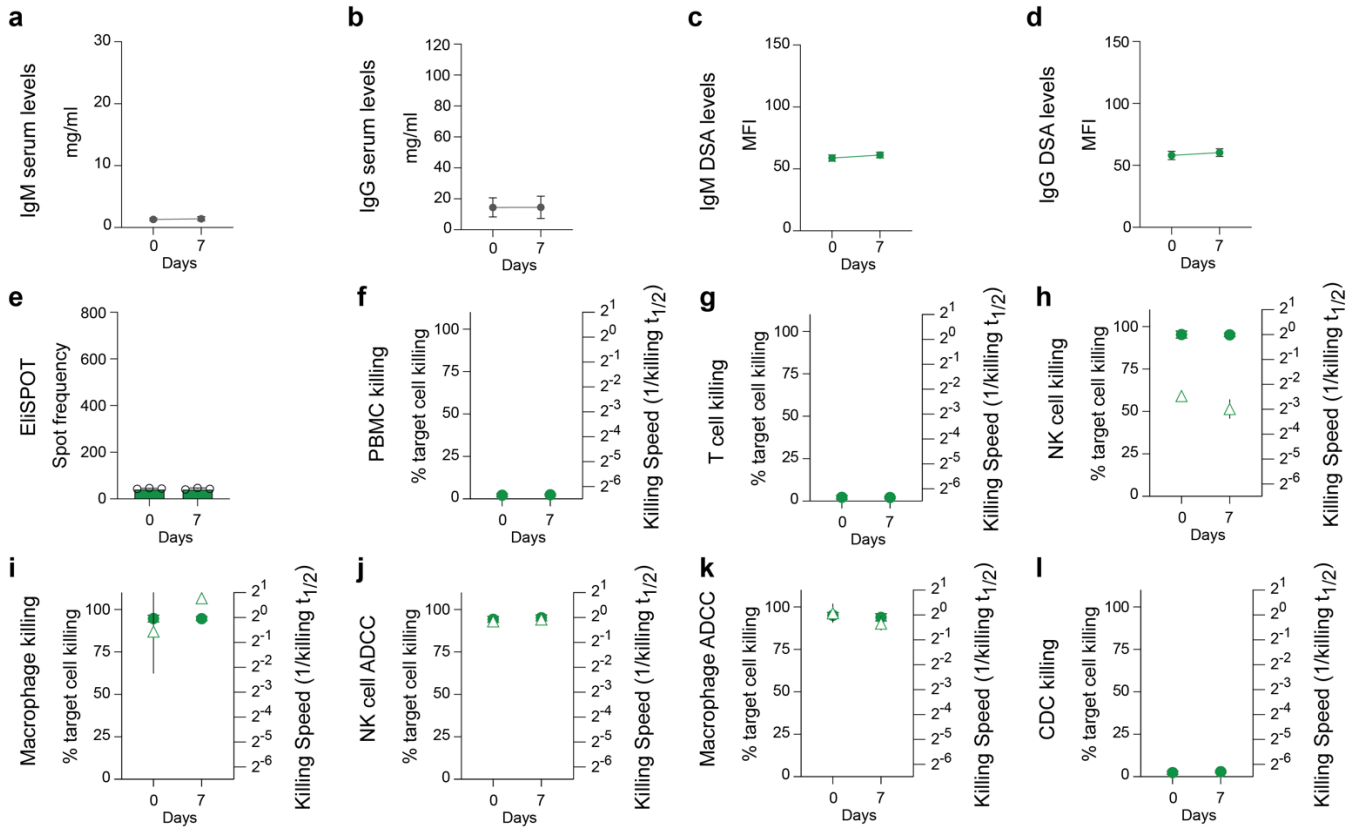 a
IgM serum levels
mg/ml
30
20
10
0
0 7
Days
b
IgG serum levels
mg/ml
120
100
80
60
40
20
0
0 7
Days
c
IgM DSA levels
MFI
150
100
50
0
0 7
Days
d
IgG DSA levels
MFI
150
100
50
0
0 7
Days
e
EliSPOT
Spot frequency
800
600
400
200
0
0 7
Days
f
PBMC killing
% target cell killing
100
75
50
25
0
0 7
Days
Killing Speed (1/killing t1/2)
2^1
2^0
2^-1
2^-2
2^-3
2^-4
2^-5
2^-6
g
T cell killing
% target cell killing
100
75
50
25
0
0 7
Days
Killing Speed (1/killing t1/2)
2^1
2^0
2^-1
2^-2
2^-3
2^-4
2^-5
2^-6
h
NK cell killing
% target cell killing
100
75
50
25
0
0 7
Days
Killing Speed (1/killing t1/2)
2^1
2^0
2^-1
2^-2
2^-3
2^-4
2^-5
2^-6
i
Macrophage killing
% target cell killing
100
75
50
25
0
0 7
Days
Killing Speed (1/killing t1/2)
2^1
2^0
2^-1
2^-2
2^-3
2^-4
2^-5
2^-6
j
NK cell ADCC
% target cell killing
100
75
50
25
0
0 7
Days
Killing Speed (1/killing t1/2)
2^1
2^0
2^-1
2^-2
2^-3
2^-4
2^-5
2^-6
k
Macrophage ADCC
% target cell killing
100
75
50
25
0
0 7
Days
Killing Speed (1/killing t1/2)
2^1
2^0
2^-1
2^-2
2^-3
2^-4
2^-5
2^-6
l
CDC killing
% target cell killing
100
75
50
25
0
0 7
Days
Killing Speed (1/killing t1/2)
2^1
2^0
2^-1
2^-2
2^-3
2^-4
2^-5
2^-6